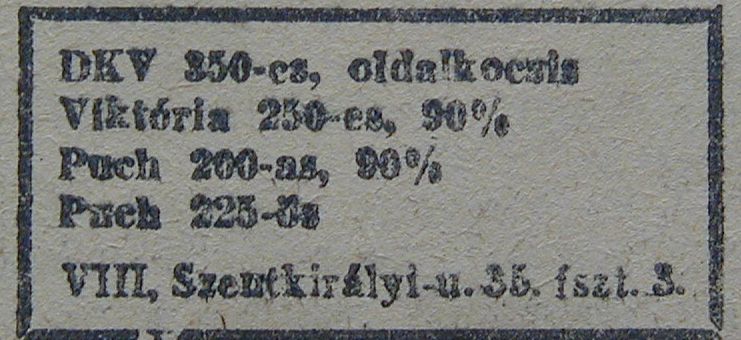 DKV 350-es, oldalkocsis
Viktória 250-es, 90%
Puch 200-as, 90%
Puch 225-ös
VIII, Szentkirályi-u. 35. fszt. 3.